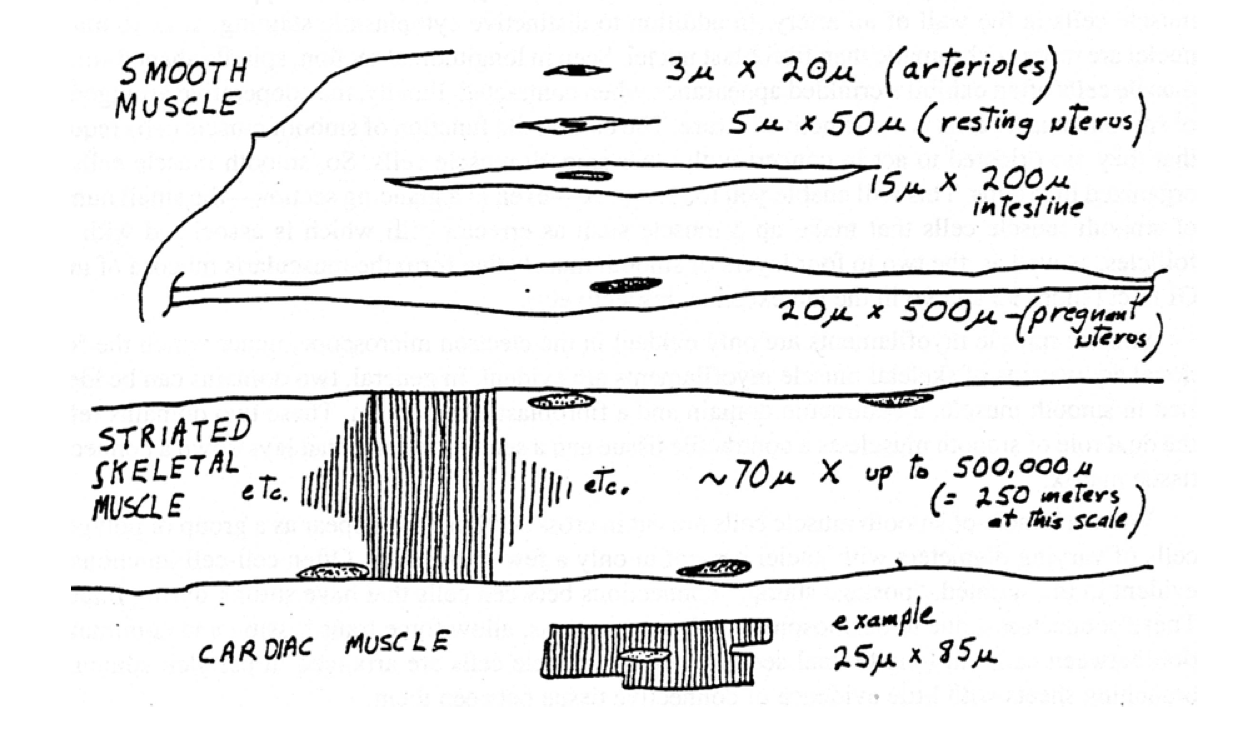 SMOOTH
MUSCLE
3µ X 20µ (arterioles)
5µ X 50µ (resting uterus)
15µ X 200µ
intestine
20µ X 500µ - (pregnant
uterus)
STRIATED
SKELETAL
MUSCLE
etc.
etc.
~70µ X up to 500,000µ
(= 250 meters
at this scale)
CARDIAC MUSCLE
example
25µ X 85µ